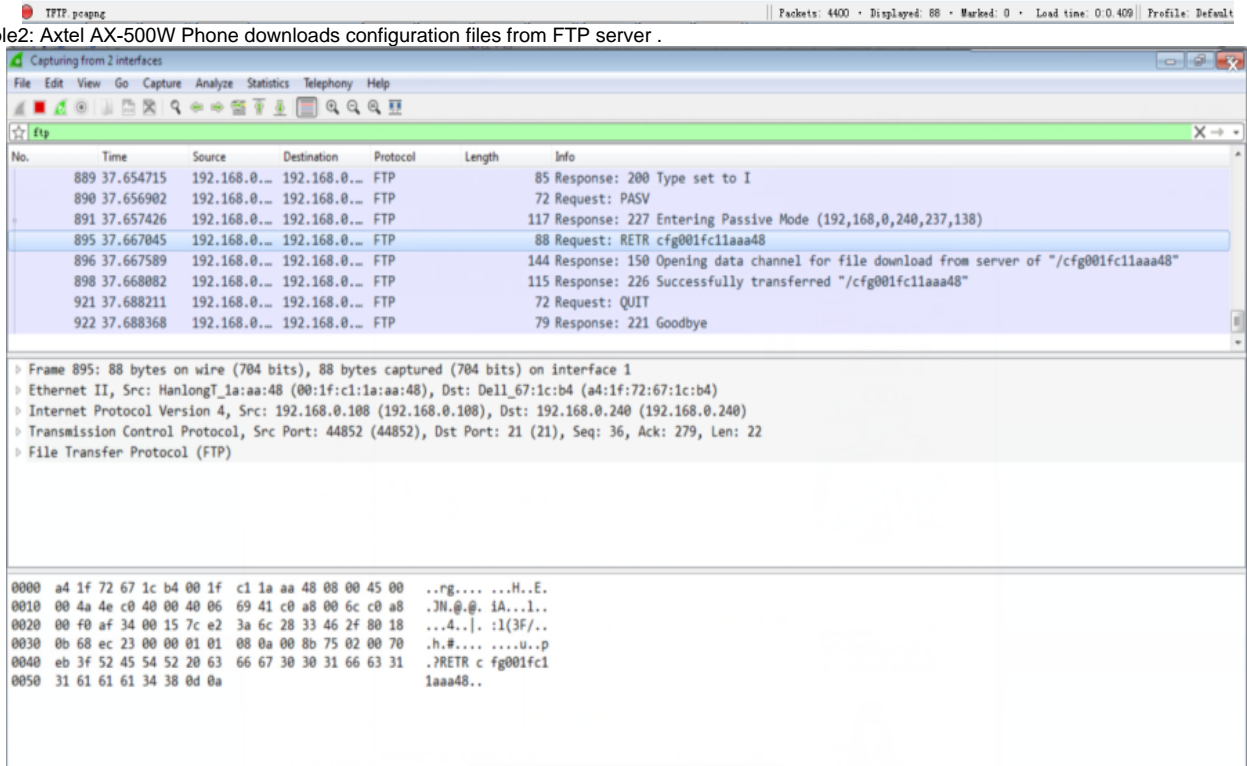 TFTP.pcapng Packets: 4400 · Displayed: 88 · Marked: 0 · Load time: 0:0.409 Profile: Default
le2: Axtel AX-500W Phone downloads configuration files from FTP server .
Capturing from 2 interfaces
File Edit View Go Capture Analyze Statistics Telephony Help
ftp
No. Time Source Destination Protocol Length Info
889 37.654715 192.168.0.… 192.168.0.… FTP 85 Response: 200 Type set to I
890 37.656902 192.168.0.… 192.168.0.… FTP 72 Request: PASV
891 37.657426 192.168.0.… 192.168.0.… FTP 117 Response: 227 Entering Passive Mode (192,168,0,240,237,138)
895 37.667045 192.168.0.… 192.168.0.… FTP 88 Request: RETR cfg001fc11aaa48
896 37.667589 192.168.0.… 192.168.0.… FTP 144 Response: 150 Opening data channel for file download from server of "/cfg001fc11aaa48"
898 37.668082 192.168.0.… 192.168.0.… FTP 115 Response: 226 Successfully transferred "/cfg001fc11aaa48"
921 37.688211 192.168.0.… 192.168.0.… FTP 72 Request: QUIT
922 37.688368 192.168.0.… 192.168.0.… FTP 79 Response: 221 Goodbye
Frame 895: 88 bytes on wire (704 bits), 88 bytes captured (704 bits) on interface 1
Ethernet II, Src: HanlongT_1a:aa:48 (00:1f:c1:1a:aa:48), Dst: Dell_67:1c:b4 (a4:1f:72:67:1c:b4)
Internet Protocol Version 4, Src: 192.168.0.108 (192.168.0.108), Dst: 192.168.0.240 (192.168.0.240)
Transmission Control Protocol, Src Port: 44852 (44852), Dst Port: 21 (21), Seq: 36, Ack: 279, Len: 22
File Transfer Protocol (FTP)
0000 a4 1f 72 67 1c b4 00 1f c1 1a aa 48 08 00 45 00 ..rg.... ...H..E.
0010 00 4a 4e c0 40 00 40 06 69 41 c0 a8 00 6c c0 a8 .JN.@.@. iA...l..
0020 00 f0 af 34 00 15 7c e2 3a 6c 28 33 46 2f 80 18 ...4..|. :l(3F/..
0030 0b 68 ec 23 00 00 01 01 08 0a 00 8b 75 02 00 70 .h.#.... ....u..p
0040 eb 3f 52 45 54 52 20 63 66 67 30 30 31 66 63 31 .?RETR c fg001fc1
0050 31 61 61 61 34 38 0d 0a 1aaa48..